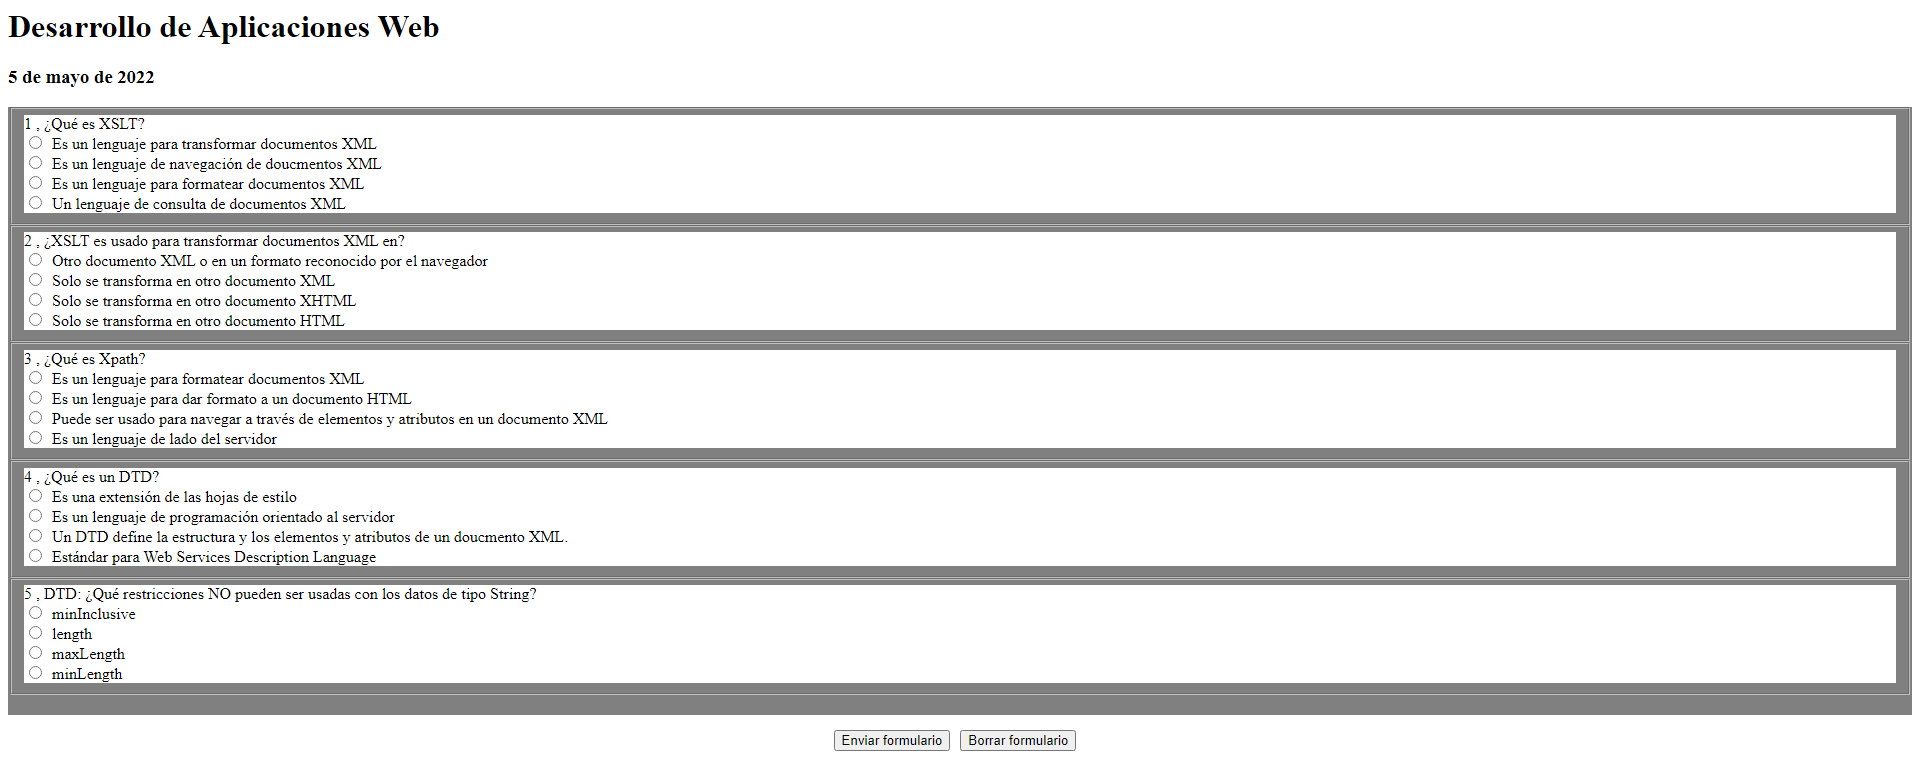 Desarrollo de Aplicaciones Web
5 de mayo de 2022
1 , ¿Qué es XSLT?
Es un lenguaje para transformar documentos XML
Es un lenguaje de navegación de doucmentos XML
Es un lenguaje para formatear documentos XML
Un lenguaje de consulta de documentos XML
2 , ¿XSLT es usado para transformar documentos XML en?
Otro documento XML o en un formato reconocido por el navegador
Solo se transforma en otro documento XML
Solo se transforma en otro documento XHTML
Solo se transforma en otro documento HTML
3 , ¿Qué es Xpath?
Es un lenguaje para formatear documentos XML
Es un lenguaje para dar formato a un documento HTML
Puede ser usado para navegar a través de elementos y atributos en un documento XML
Es un lenguaje de lado del servidor
4 , ¿Qué es un DTD?
Es una extensión de las hojas de estilo
Es un lenguaje de programación orientado al servidor
Un DTD define la estructura y los elementos y atributos de un doucmento XML.
Estándar para Web Services Description Language
5 , DTD: ¿Qué restricciones NO pueden ser usadas con los datos de tipo String?
minInclusive
length
maxLength
minLength
Enviar formulario Borrar formulario